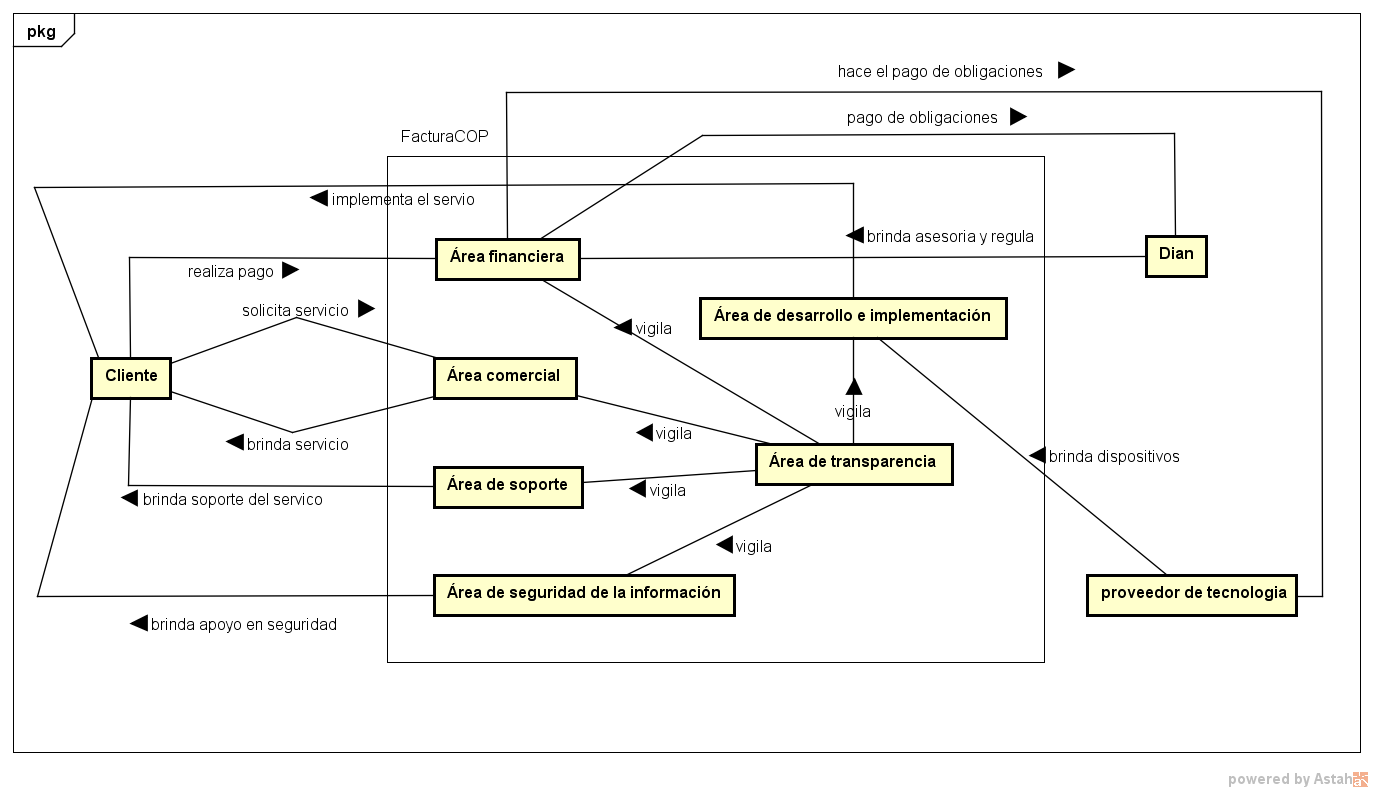 pkg
hace el pago de obligaciones
pago de obligaciones
FacturaCOP
implementa el servio
brinda asesoria y regula
Área financiera
Dian
realiza pago
solicita servicio
Área de desarrollo e implementación
vigila
Cliente
Área comercial
vigila
brinda servicio
vigila
Área de transparencia
brinda dispositivos
Área de soporte
vigila
brinda soporte del servico
vigila
Área de seguridad de la información
proveedor de tecnologia
brinda apoyo en seguridad
powered by Astah